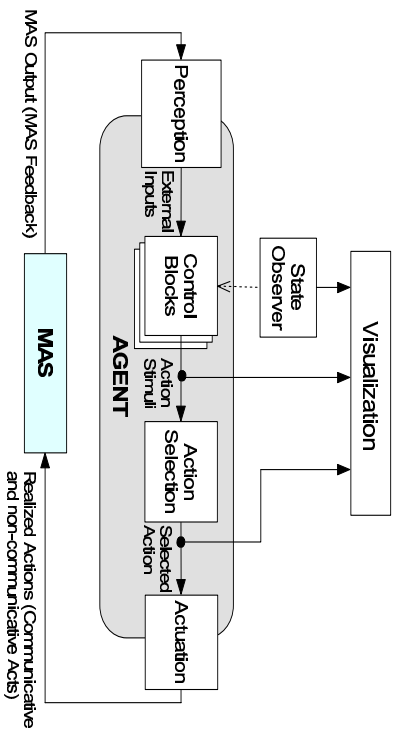 Visualization
State
Observer
Perception
External
Inputs
Control
Blocks
Action
Stimuli
Action
Selection
Selected
Action
Actuation
AGENT
MAS Output (MAS Feedback)
MAS
Realized Actions (Communicative
and non-communicative Acts)